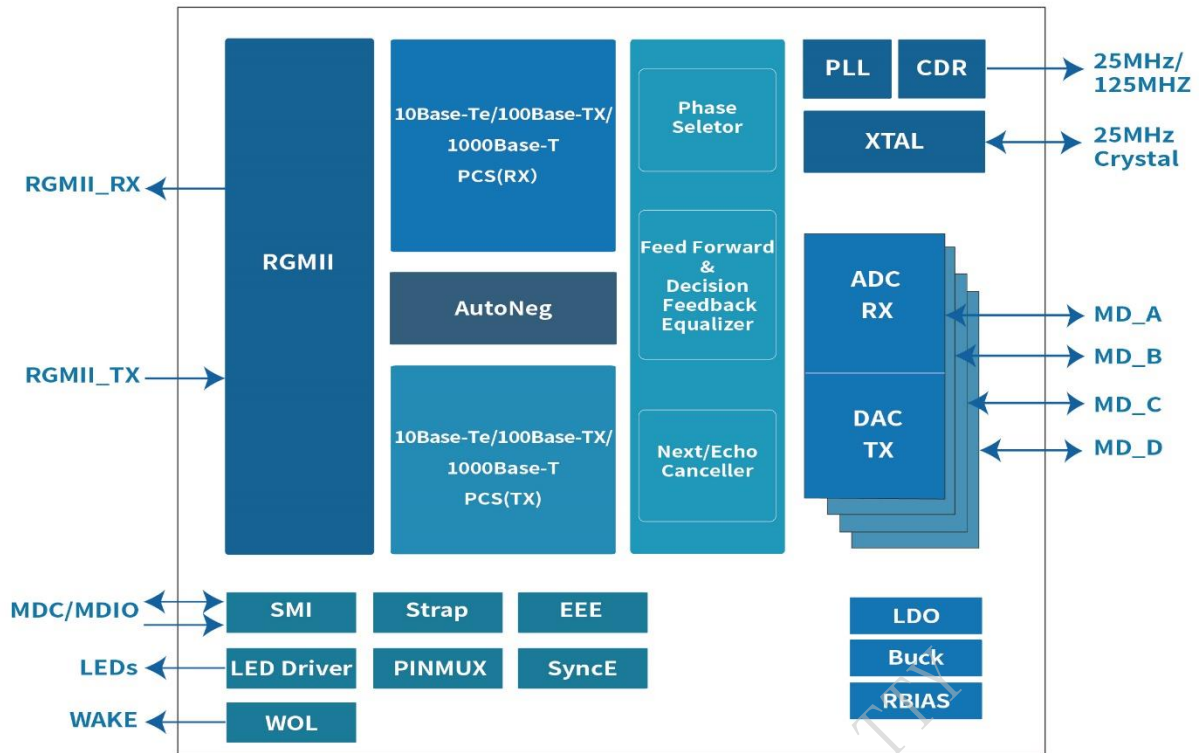 RGMII_RX
RGMII_TX
MDC/MDIO
LEDs
WAKE
RGMII
10Base-Te/100Base-TX/
1000Base-T
PCS(RX)
AutoNeg
10Base-Te/100Base-TX/
1000Base-T
PCS(TX)
Phase
Seletor
Feed Forward
&
Decision
Feedback
Equalizer
Next/Echo
Canceller
PLL
CDR
XTAL
25MHz/
125MHZ
25MHz
Crystal
ADC
RX
DAC
TX
MD_A
MD_B
MD_C
MD_D
SMI
Strap
EEE
LED Driver
PINMUX
SyncE
WOL
LDO
Buck
RBIAS
TTY